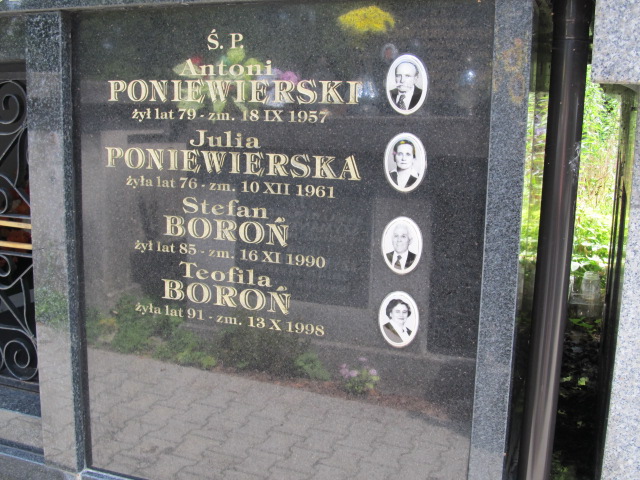 Ś. P.
Antoni
PONIEWIERSKI
żył lat 79 - zm. 18 IX 1957
Julia
PONIEWIERSKA
żyła lat 76 - zm. 10 XII 1961
Stefan
BOROŃ
żył lat 85 - zm. 16 XI 1990
Teofila
BOROŃ
żyła lat 91 - zm. 13 X 1998